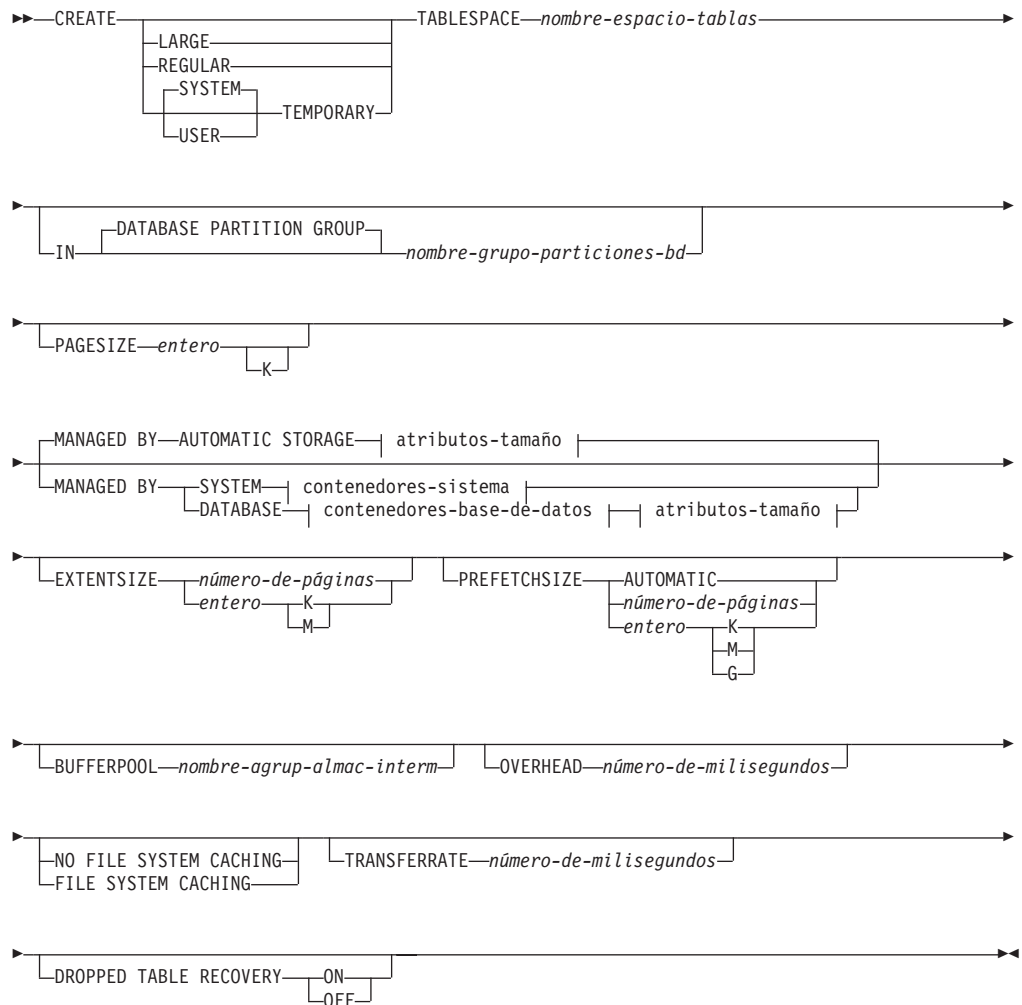 CREATE TABLESPACE nombre-espacio-tablas
LARGE
REGULAR
SYSTEM
TEMPORARY
USER
DATABASE PARTITION GROUP
IN nombre-grupo-particiones-bd
PAGESIZE entero
K
MANAGED BY AUTOMATIC STORAGE atributos-tamaño
MANAGED BY SYSTEM contenedores-sistema
DATABASE contenedores-base-de-datos atributos-tamaño
EXTENTSIZE número-de-páginas PREFETCHSIZE AUTOMATIC
entero K número-de-páginas
M entero K
M
G
BUFFERPOOL nombre-agrup-almac-interm OVERHEAD número-de-milisegundos
NO FILE SYSTEM CACHING TRANSFERRATE número-de-milisegundos
FILE SYSTEM CACHING
DROPPED TABLE RECOVERY ON
OFF